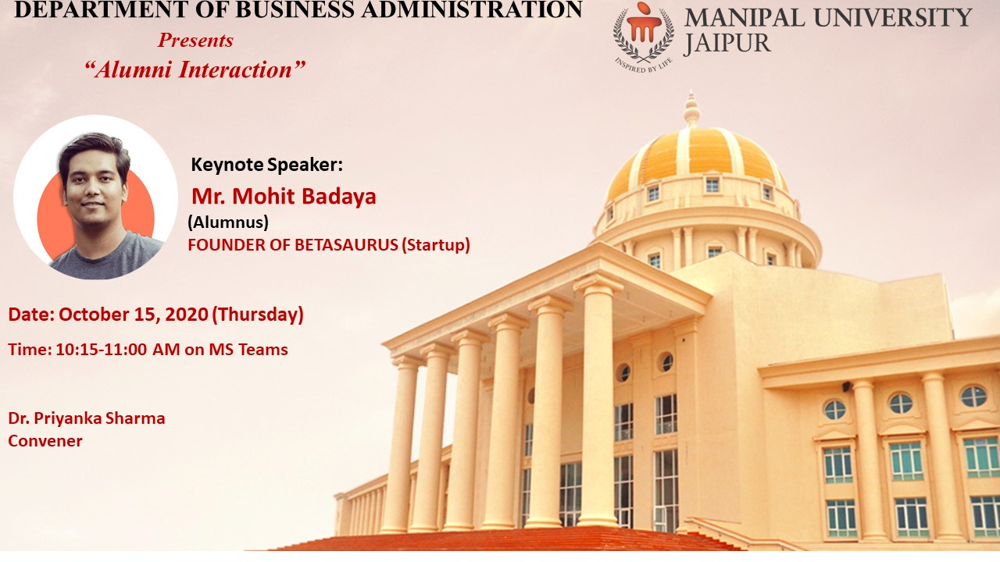 DEPARTMENT OF BUSINESS ADMINISTRATION
Presents
“Alumni Interaction”
MANIPAL UNIVERSITY
JAIPUR
INSPIRED BY LIFE
Keynote Speaker:
Mr. Mohit Badaya
(Alumnus)
FOUNDER OF BETASAURUS (Startup)
Date: October 15, 2020 (Thursday)
Time: 10:15-11:00 AM on MS Teams
Dr. Priyanka Sharma
Convener